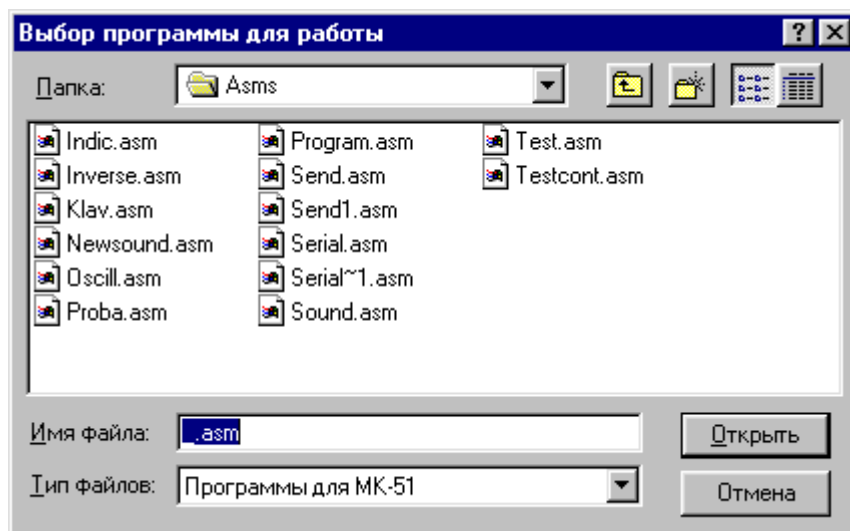 Выбор программы для работы
Папка: Asms
Indic.asm Program.asm Test.asm
Inverse.asm Send.asm Testcont.asm
Klav.asm Send1.asm
Newsound.asm Serial.asm
Oscill.asm Serial~1.asm
Proba.asm Sound.asm
Имя файла: _.asm Открыть
Тип файлов: Программы для МК-51 Отмена